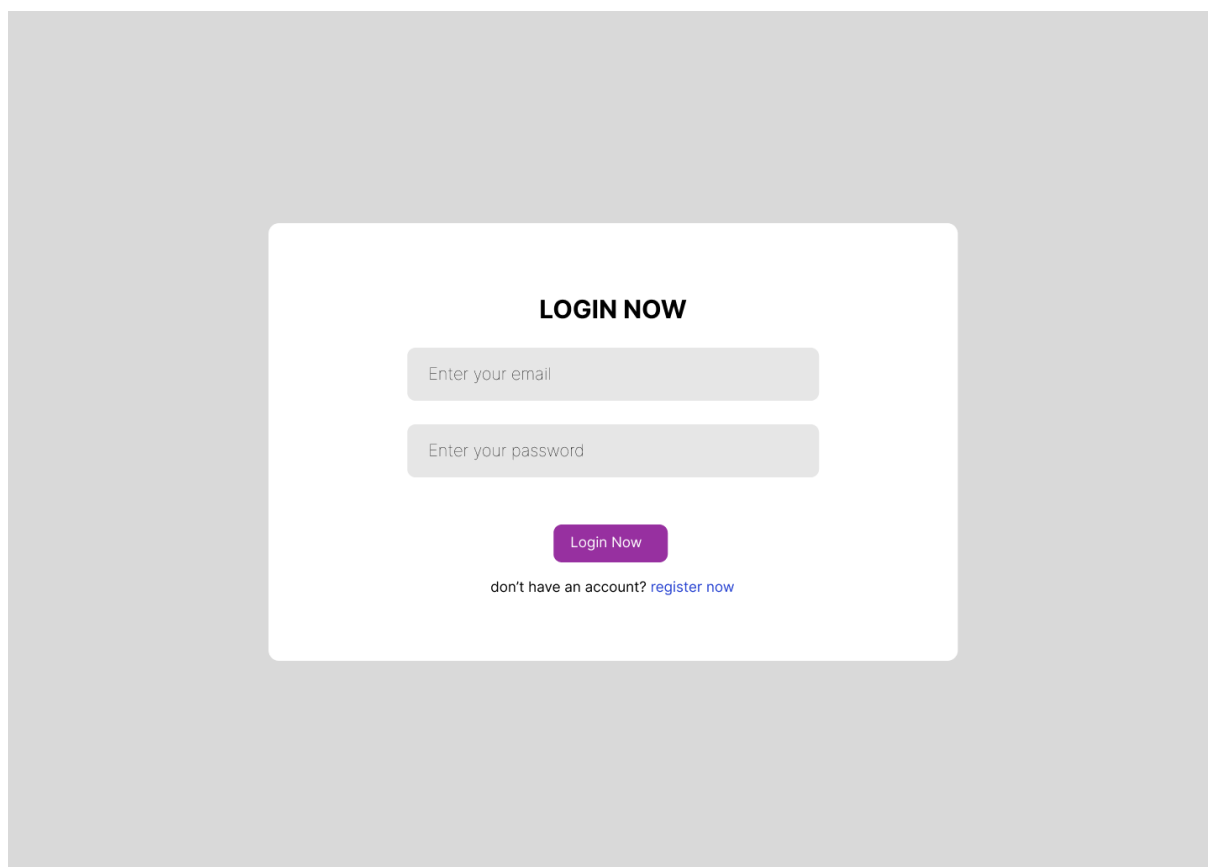 LOGIN NOW
Enter your email
Enter your password
Login Now
don’t have an account? register now